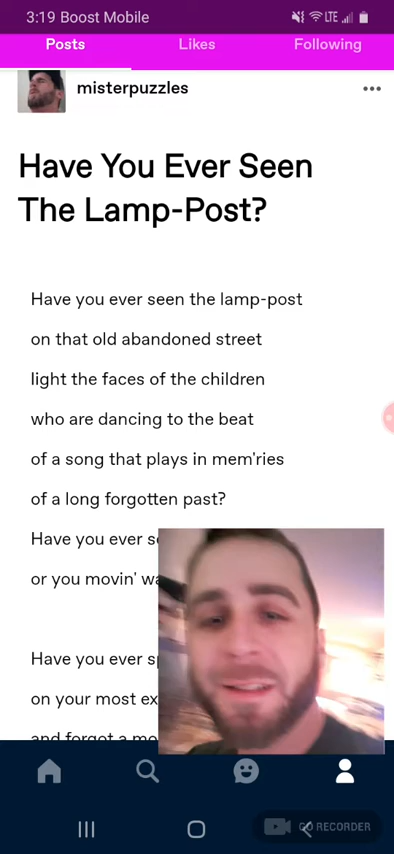 3:19 Boost Mobile LTE
Posts Likes Following
misterpuzzles
Have You Ever Seen
The Lamp-Post?
Have you ever seen the lamp-post
on that old abandoned street
light the faces of the children
who are dancing to the beat
of a song that plays in mem'ries
of a long forgotten past?
Have you ever
or you movin'
Have you ever
on your most
and forgot a
GO RECORDER